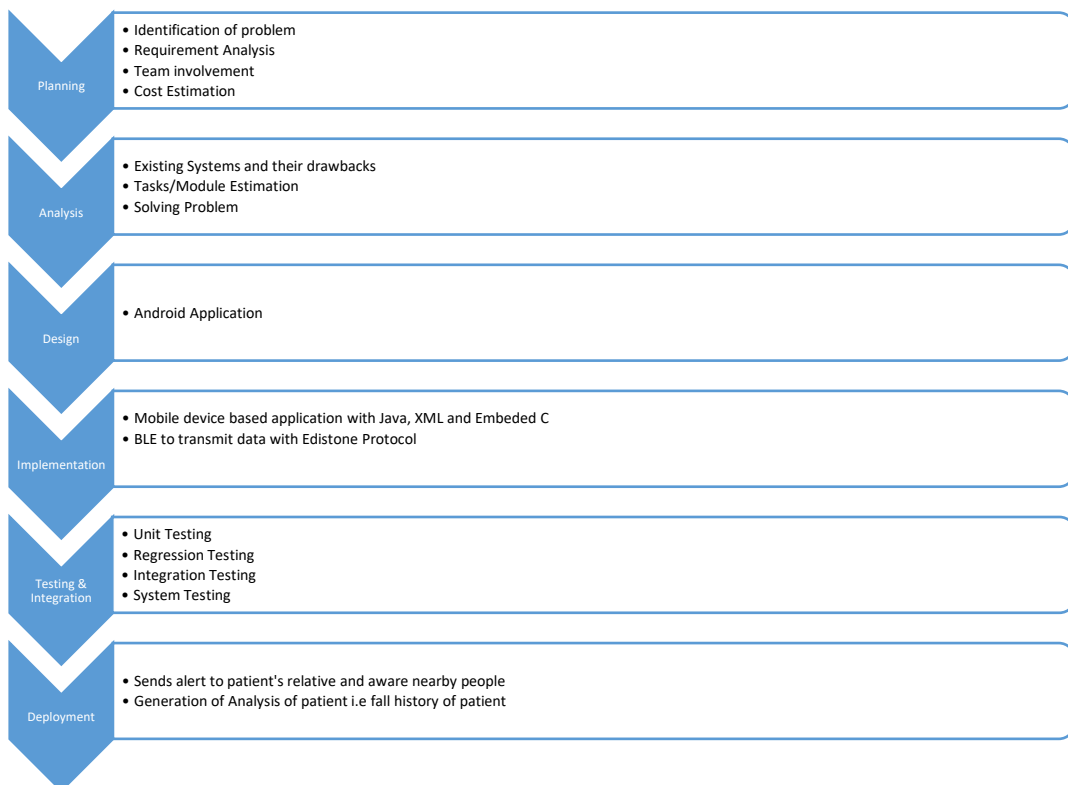 Planning
• Identification of problem
• Requirement Analysis
• Team involvement
• Cost Estimation
Analysis
• Existing Systems and their drawbacks
• Tasks/Module Estimation
• Solving Problem
Design
• Android Application
Implementation
• Mobile device based application with Java, XML and Embeded C
• BLE to transmit data with Edistone Protocol
Testing &
Integration
• Unit Testing
• Regression Testing
• Integration Testing
• System Testing
Deployment
• Sends alert to patient's relative and aware nearby people
• Generation of Analysis of patient i.e fall history of patient